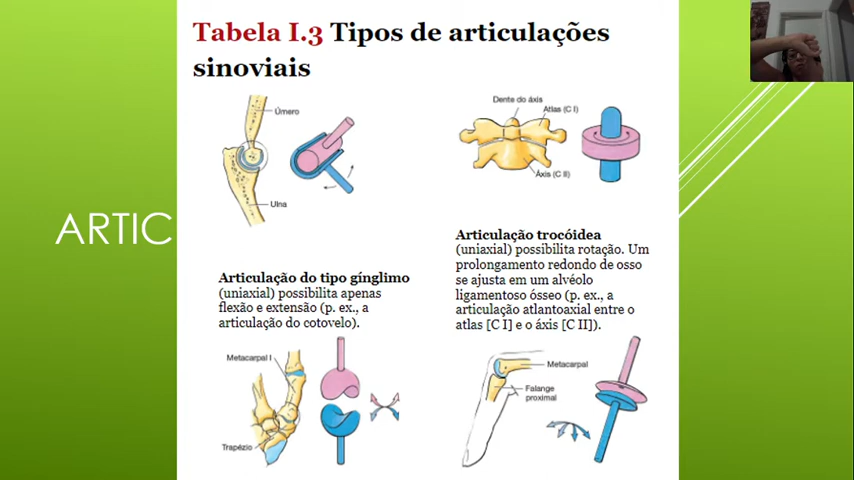 Tabela I.3 Tipos de articulações
sinoviais
Úmero
Ulna
Dente do áxis
Atlas (C I)
Áxis (C II)
ARTIC
Articulação do tipo gínglimo
(uniaxial) possibilita apenas
flexão e extensão (p. ex., a
articulação do cotovelo).
Articulação trocóidea
(uniaxial) possibilita rotação. Um
prolongamento redondo de osso
se ajusta em um alvéolo
ligamentoso ósseo (p. ex., a
articulação atlantoaxial entre o
atlas [C I] e o áxis [C II]).
Metacarpal I
Trapézio
Metacarpal
Falange
proximal